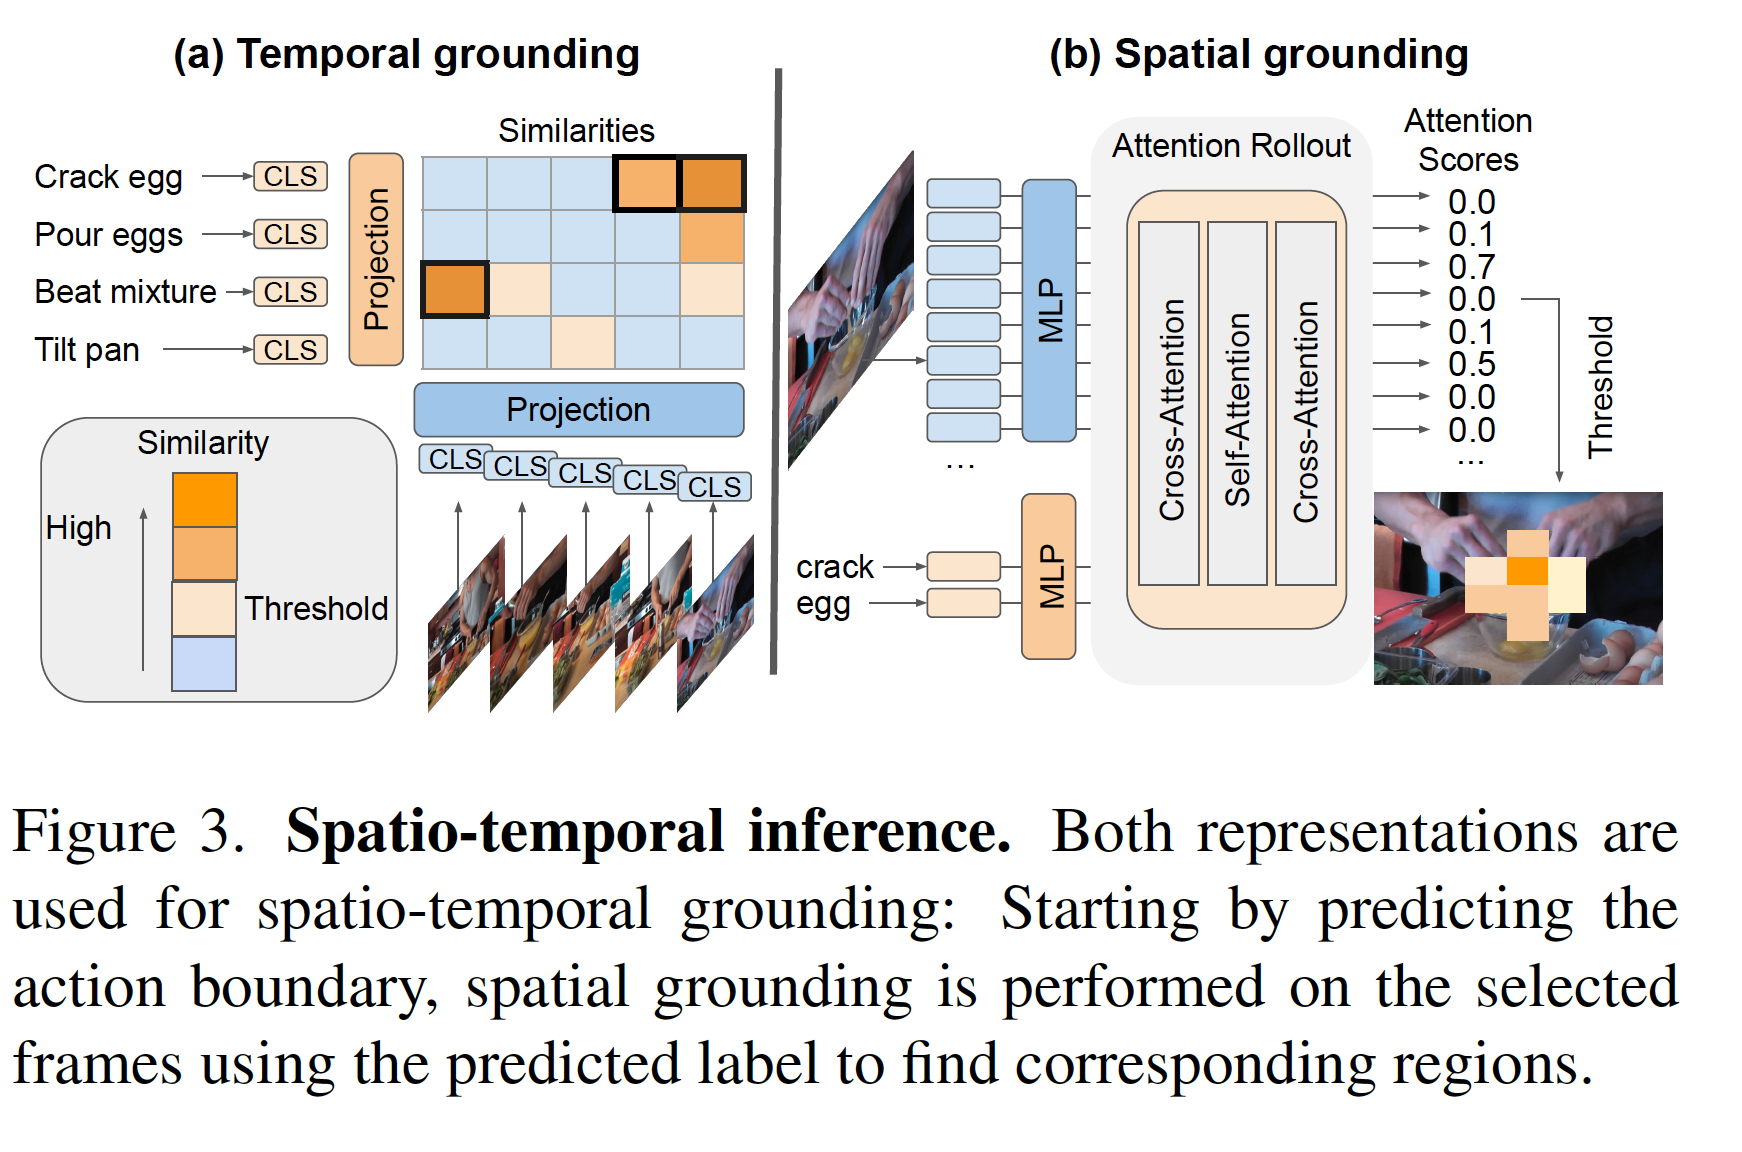 (a) Temporal grounding
Similarities
Crack egg
CLS
Pour eggs
CLS
Beat mixture
CLS
Tilt pan
CLS
Projection
Projection
CLS
CLS
CLS
CLS
CLS
Similarity
High
Threshold
(b) Spatial grounding
Attention Rollout
Attention
Scores
MLP
...
crack
egg
MLP
Cross-Attention
Self-Attention
Cross-Attention
0.0
0.1
0.7
0.0
0.1
0.5
0.0
0.0
...
Threshold
Figure 3. Spatio-temporal inference. Both representations are
used for spatio-temporal grounding: Starting by predicting the
action boundary, spatial grounding is performed on the selected
frames using the predicted label to find corresponding regions.